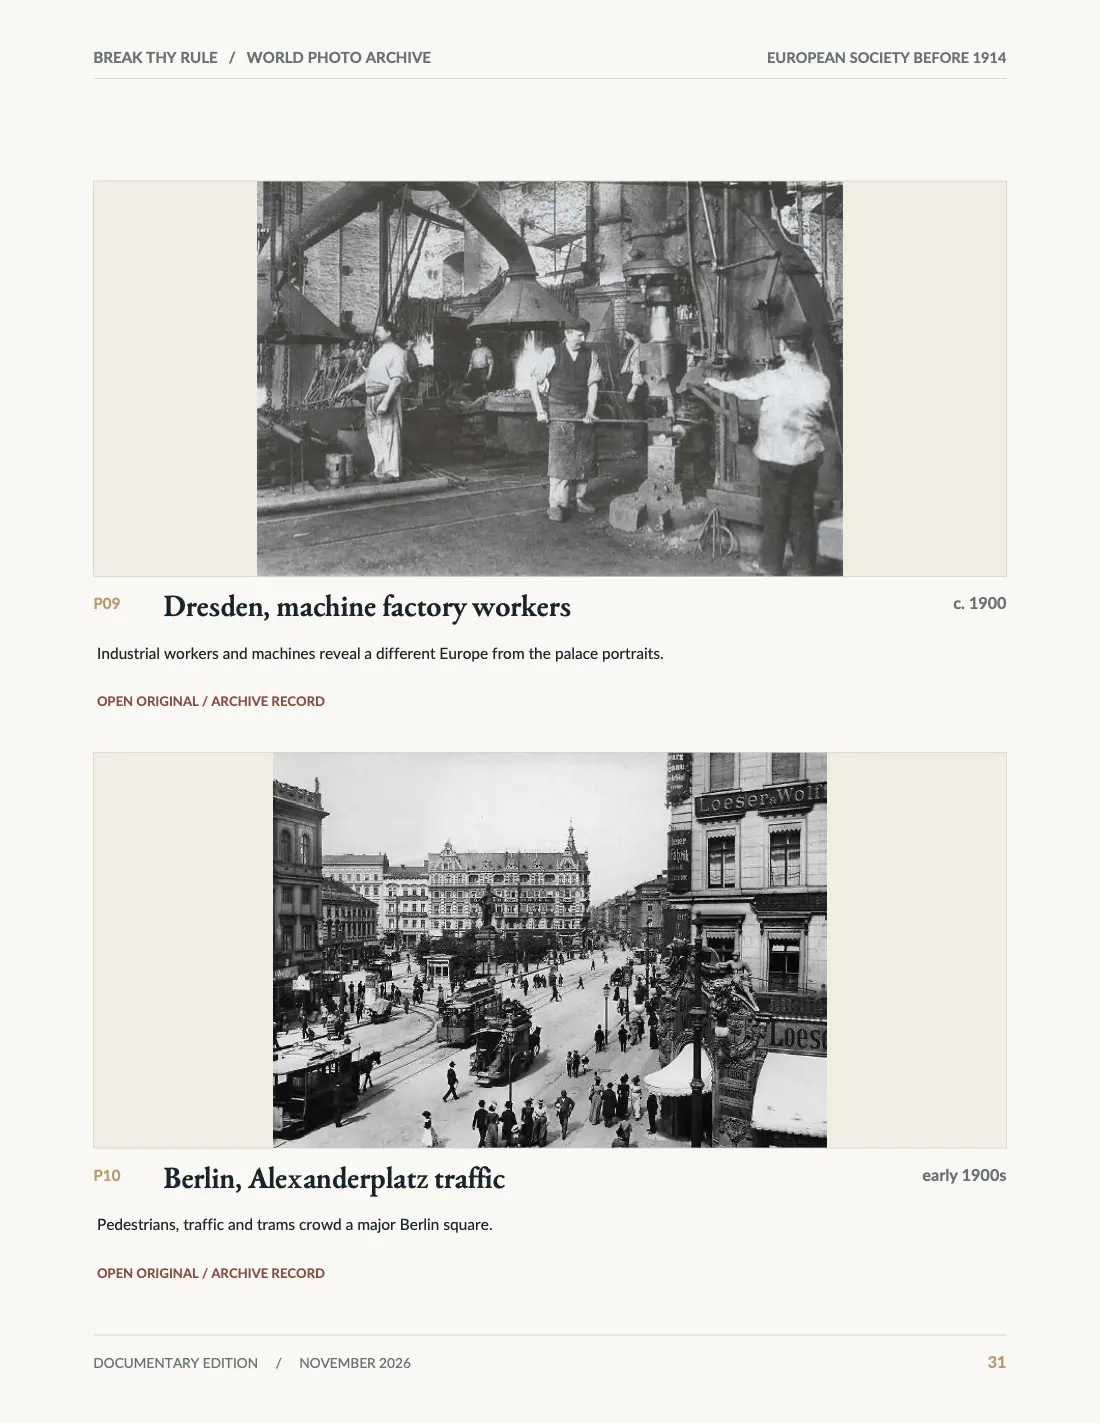 BREAK THY RULE / WORLD PHOTO ARCHIVE
EUROPEAN SOCIETY BEFORE 1914
Loeser & Wolf
Loese
P09 Dresden, machine factory workers c. 1900
Industrial workers and machines reveal a different Europe from the palace portraits.
OPEN ORIGINAL / ARCHIVE RECORD
P10 Berlin, Alexanderplatz traffic early 1900s
Pedestrians, traffic and trams crowd a major Berlin square.
OPEN ORIGINAL / ARCHIVE RECORD
DOCUMENTARY EDITION / NOVEMBER 2026
31